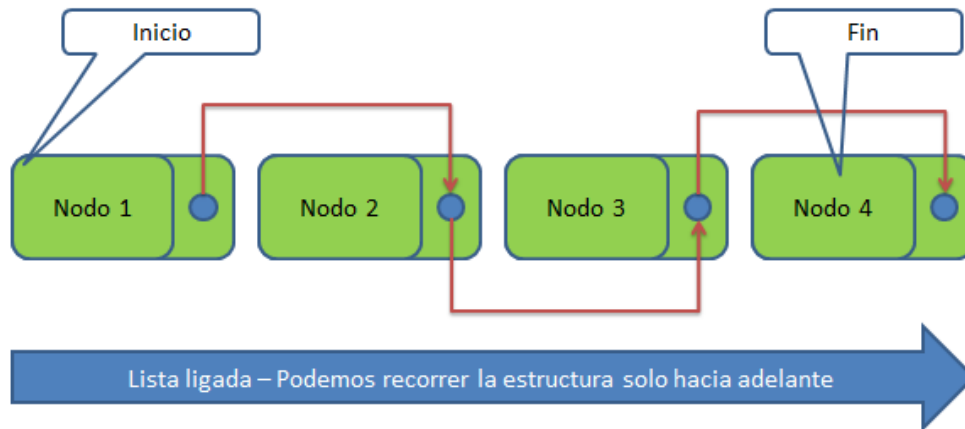 Inicio
Fin
Nodo 1
Nodo 2
Nodo 3
Nodo 4
Lista ligada – Podemos recorrer la estructura solo hacia adelante